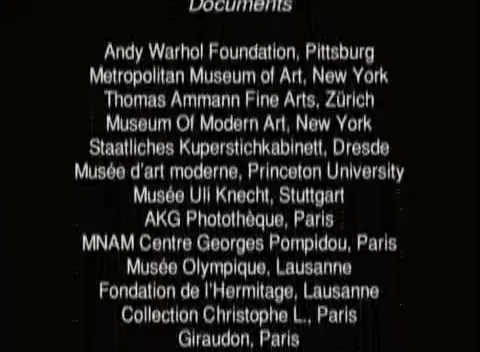 Documents
Andy Warhol Foundation, Pittsburg
Metropolitan Museum of Art, New York
Thomas Ammann Fine Arts, Zürich
Museum Of Modern Art, New York
Staatliches Kuperstichkabinett, Dresde
Musée d'art moderne, Princeton University
Musée Uli Knecht, Stuttgart
AKG Photothèque, Paris
MNAM Centre Georges Pompidou, Paris
Musée Olympique, Lausanne
Fondation de l'Hermitage, Lausanne
Collection Christophe L., Paris
Giraudon, Paris